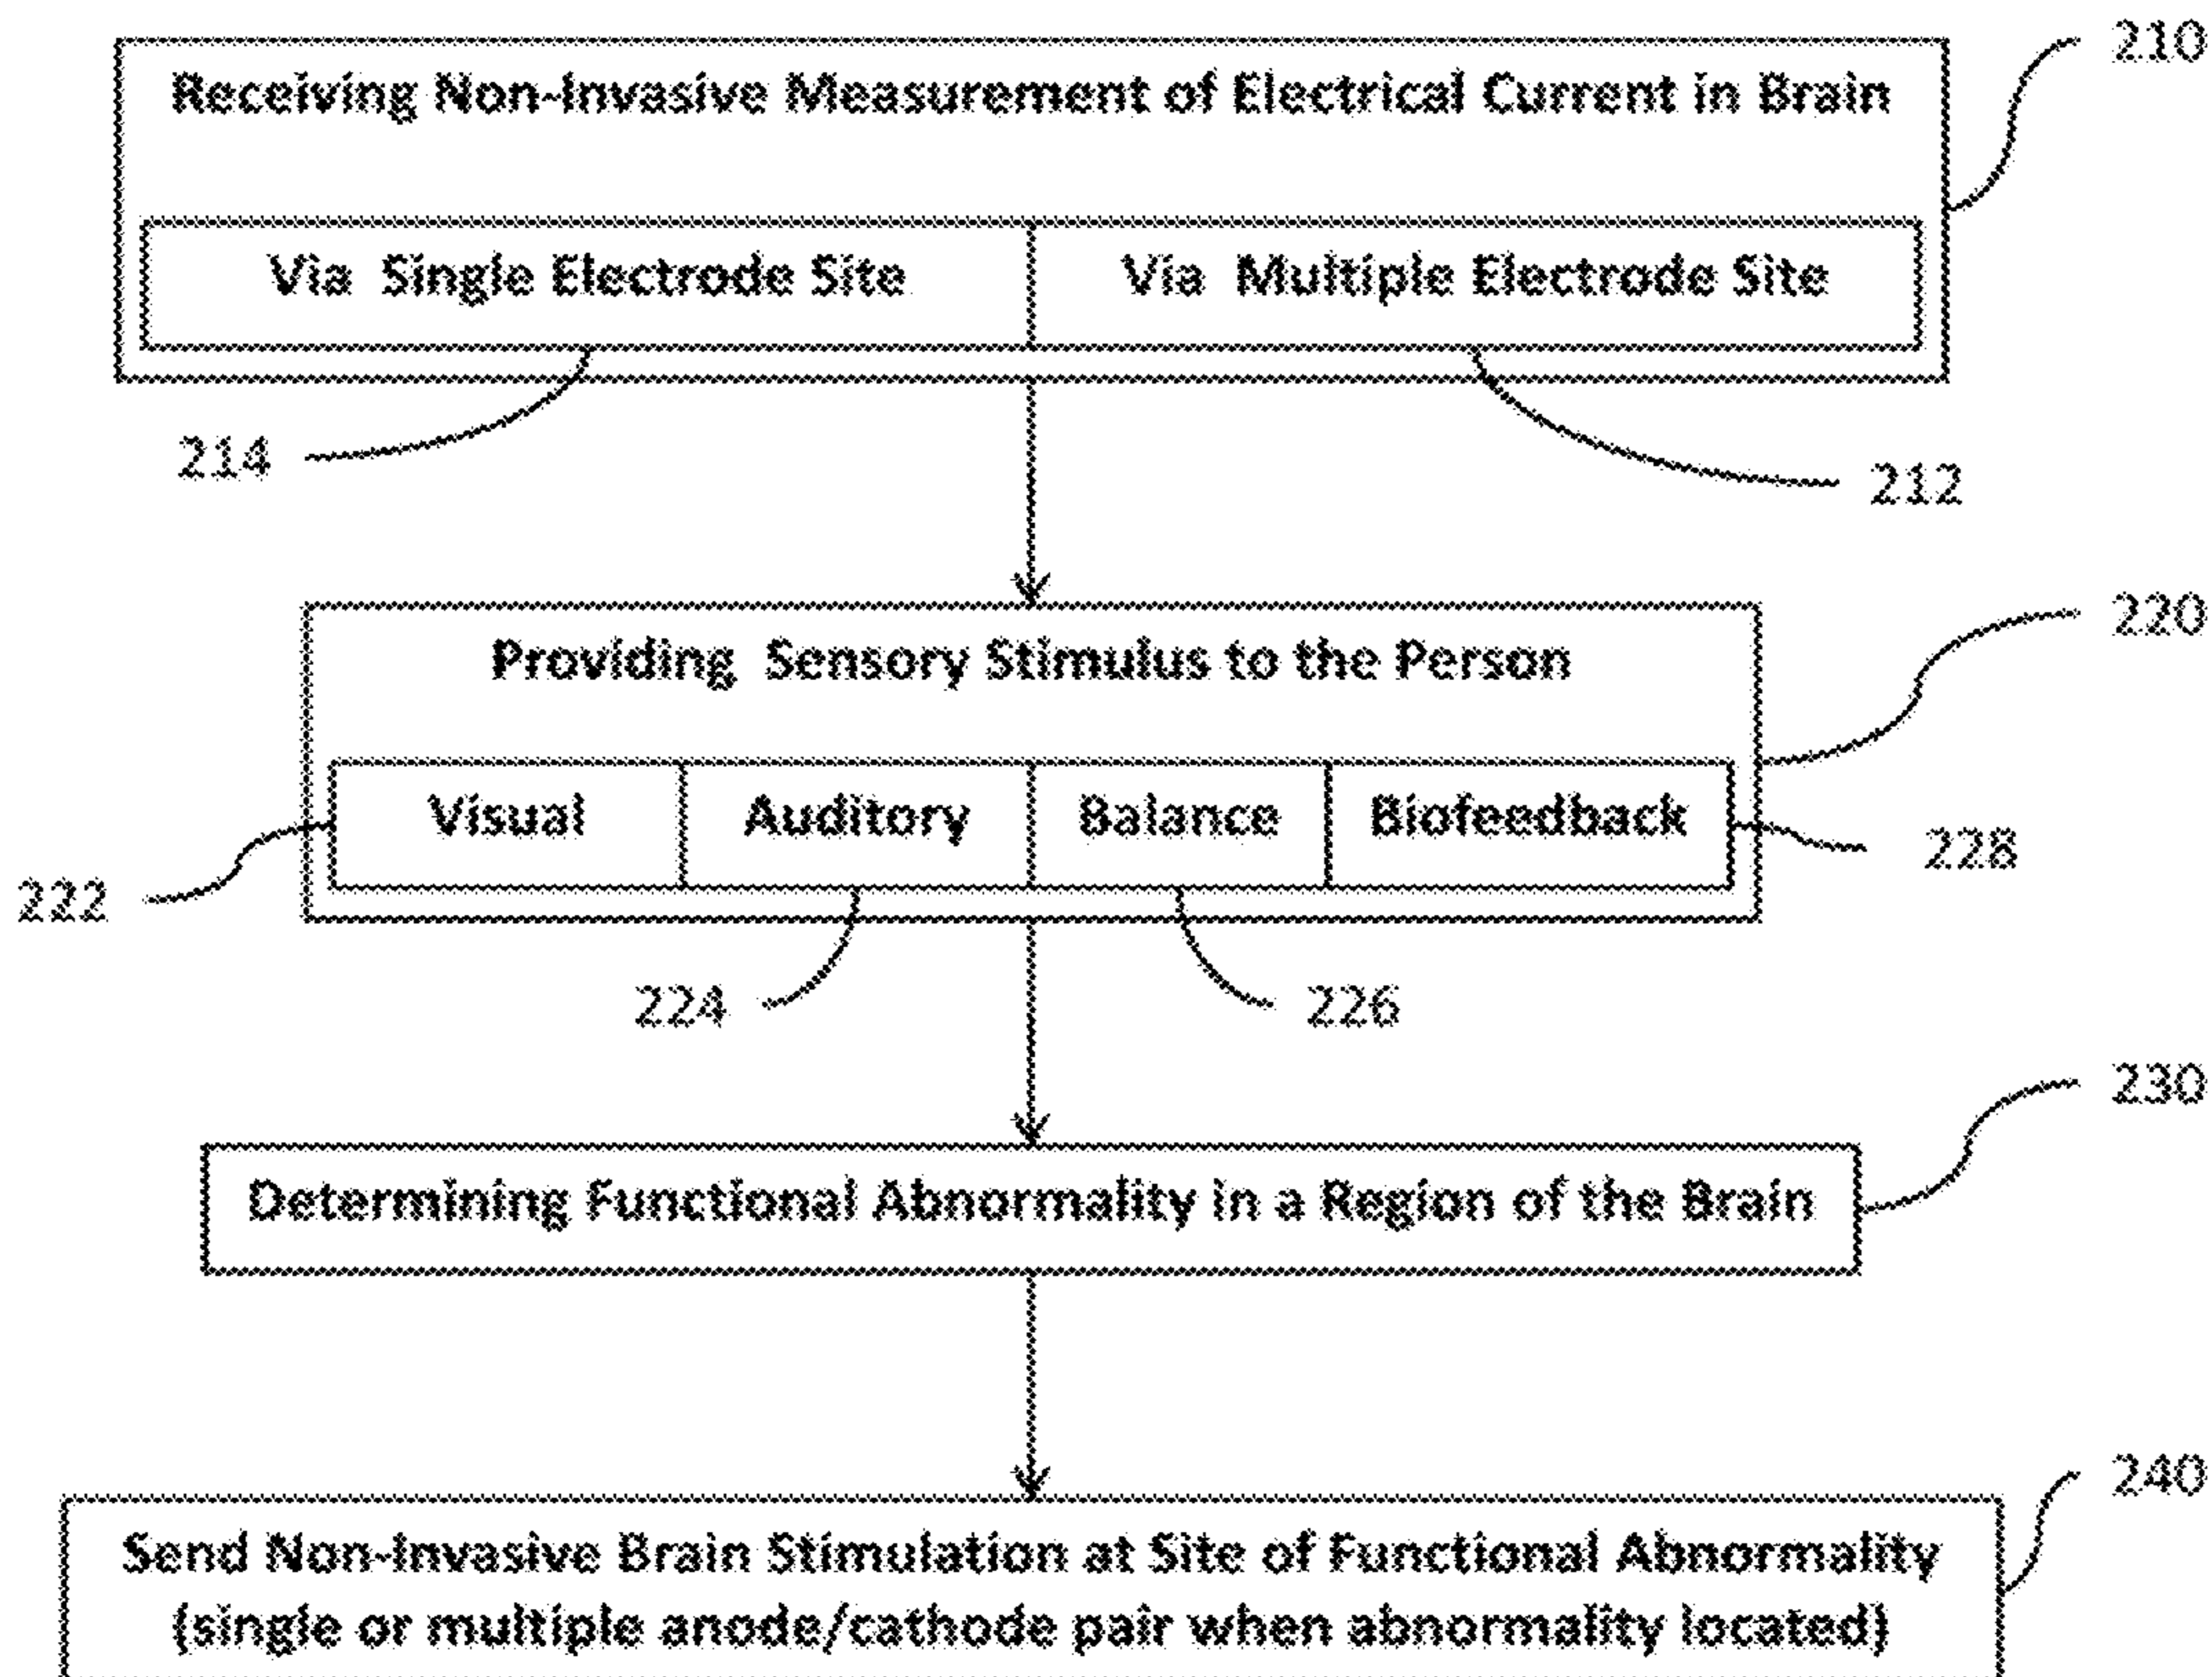 210
Receiving Non-Invasive Measurement of Electrical Current in Brain
Via Single Electrode Site
Via Multiple Electrode Site
214
212
220
Providing Sensory Stimulus to the Person
Visual
Auditory
Balance
Biofeedback
228
222
224
226
230
Determining Functional Abnormality in a Region of the Brain
240
Send Non-Invasive Brain Stimulation at Site of Functional Abnormality
(single or multiple anode/cathode pair when abnormality located)